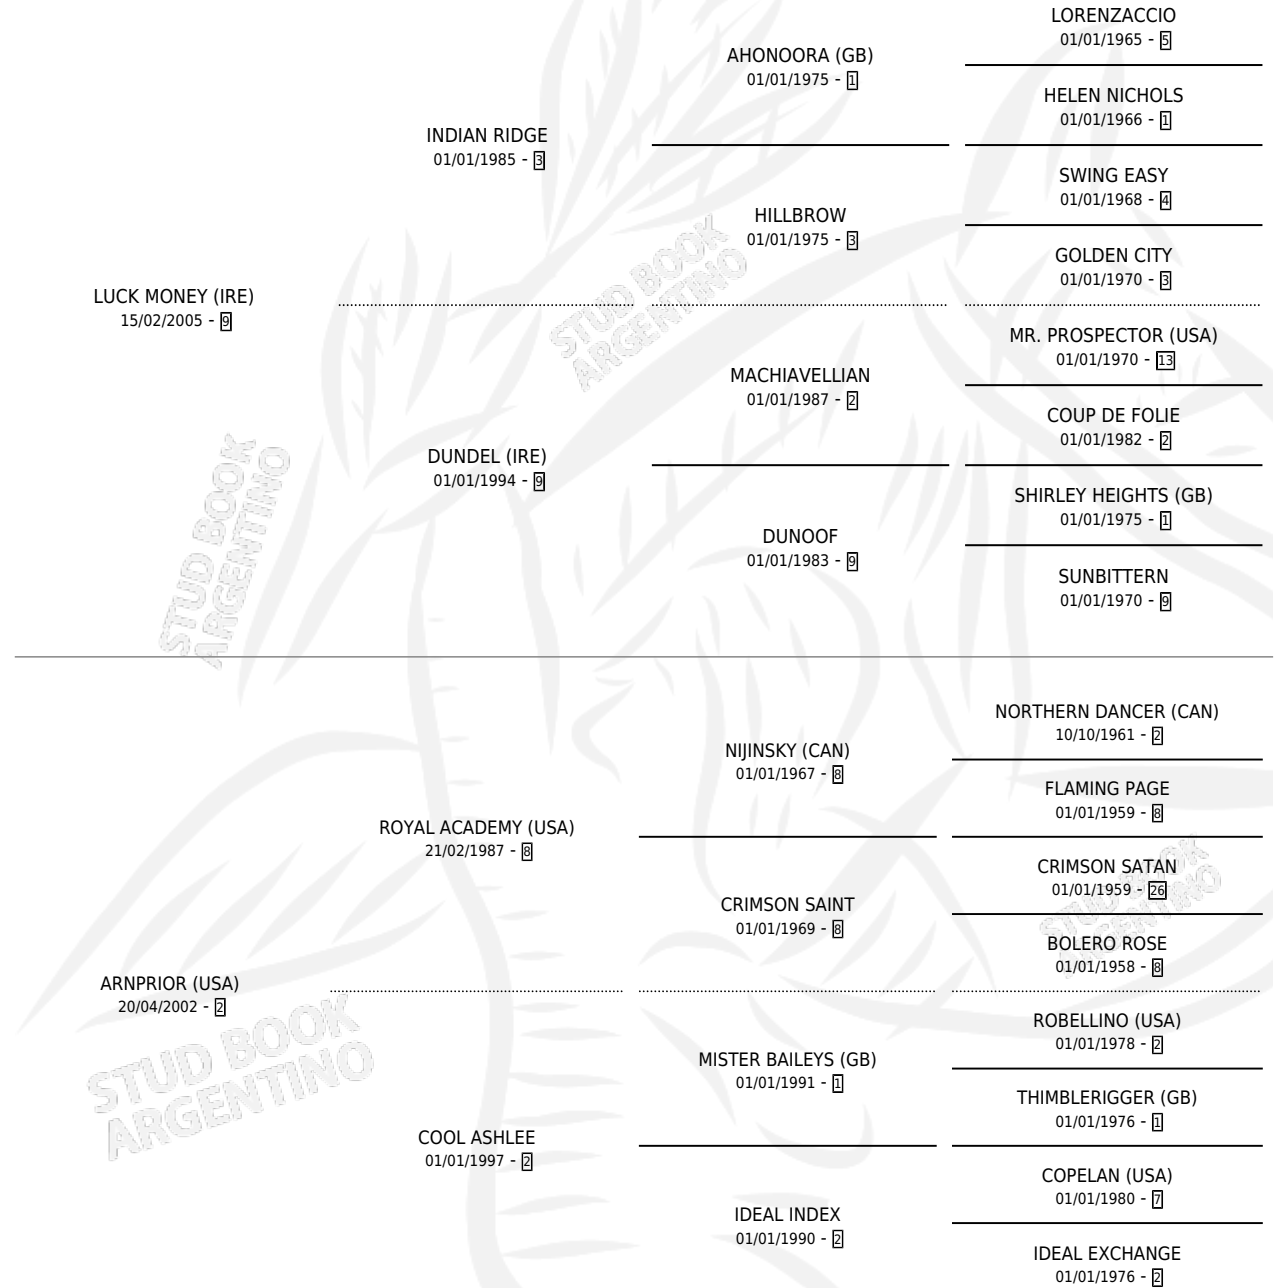 LORENZACCIO
01/01/1965 - 5
AHONOORA (GB)
01/01/1975 - 1
HELEN NICHOLS
01/01/1966 - 1
INDIAN RIDGE
01/01/1985 - 3
SWING EASY
01/01/1968 - 4
HILLBROW
01/01/1975 - 3
GOLDEN CITY
01/01/1970 - 3
LUCK MONEY (IRE)
15/02/2005 - 9
STUD BOOK
ARGENTINO
MR. PROSPECTOR (USA)
01/01/1970 - 13
MACHIAVELLIAN
01/01/1987 - 2
COUP DE FOLIE
01/01/1982 - 2
DUNDEL (IRE)
01/01/1994 - 9
SHIRLEY HEIGHTS (GB)
01/01/1975 - 1
DUNOOF
01/01/1983 - 9
SUNBITTERN
01/01/1970 - 9
STUD BOOK
ARGENTINO
NORTHERN DANCER (CAN)
10/10/1961 - 2
NIJINSKY (CAN)
01/01/1967 - 8
FLAMING PAGE
01/01/1959 - 8
ROYAL ACADEMY (USA)
21/02/1987 - 8
CRIMSON SATAN
01/01/1959 - 26
CRIMSON SAINT
01/01/1969 - 8
BOLERO ROSE
01/01/1958 - 8
STUD BOOK
ARGENTINO
ARNPRIOR (USA)
20/04/2002 - 2
ROBELLINO (USA)
01/01/1978 - 2
MISTER BAILEYS (GB)
01/01/1991 - 1
THIMBLERIGGER (GB)
01/01/1976 - 1
STUD BOOK
ARGENTINO
COOL ASHLEE
01/01/1997 - 2
COPELAN (USA)
01/01/1980 - 7
IDEAL INDEX
01/01/1990 - 2
IDEAL EXCHANGE
01/01/1976 - 2